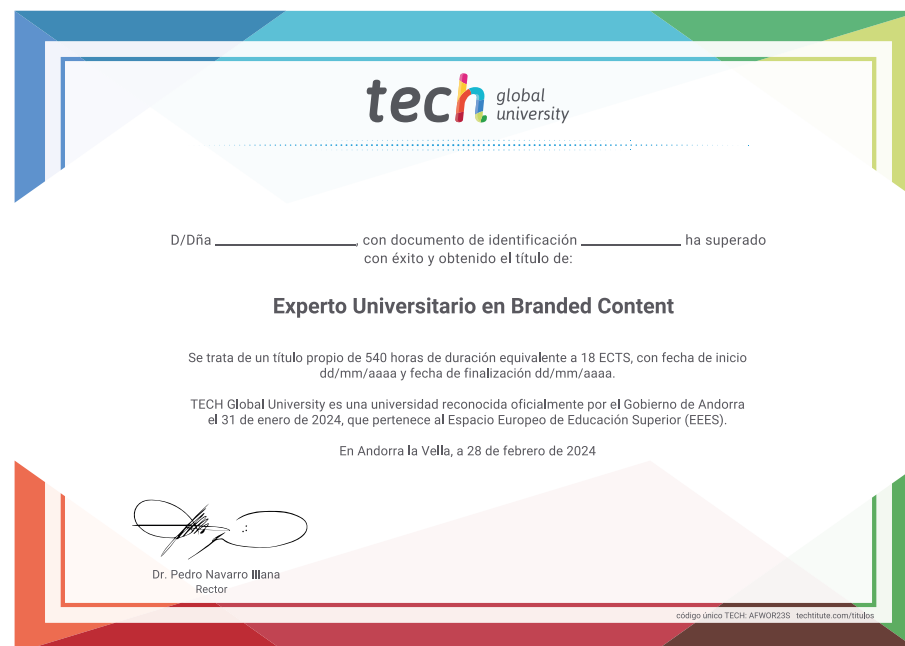 tech global university
D/Dña ________________, con documento de identificación ____________ ha superado
con éxito y obtenido el título de:
Experto Universitario en Branded Content
Se trata de un título propio de 540 horas de duración equivalente a 18 ECTS, con fecha de inicio
dd/mm/aaaa y fecha de finalización dd/mm/aaaa.
TECH Global University es una universidad reconocida oficialmente por el Gobierno de Andorra
el 31 de enero de 2024, que pertenece al Espacio Europeo de Educación Superior (EEES).
En Andorra la Vella, a 28 de febrero de 2024
Dr. Pedro Navarro Illana
Rector
código único TECH: AFWOR23S techtitute.com/titulos